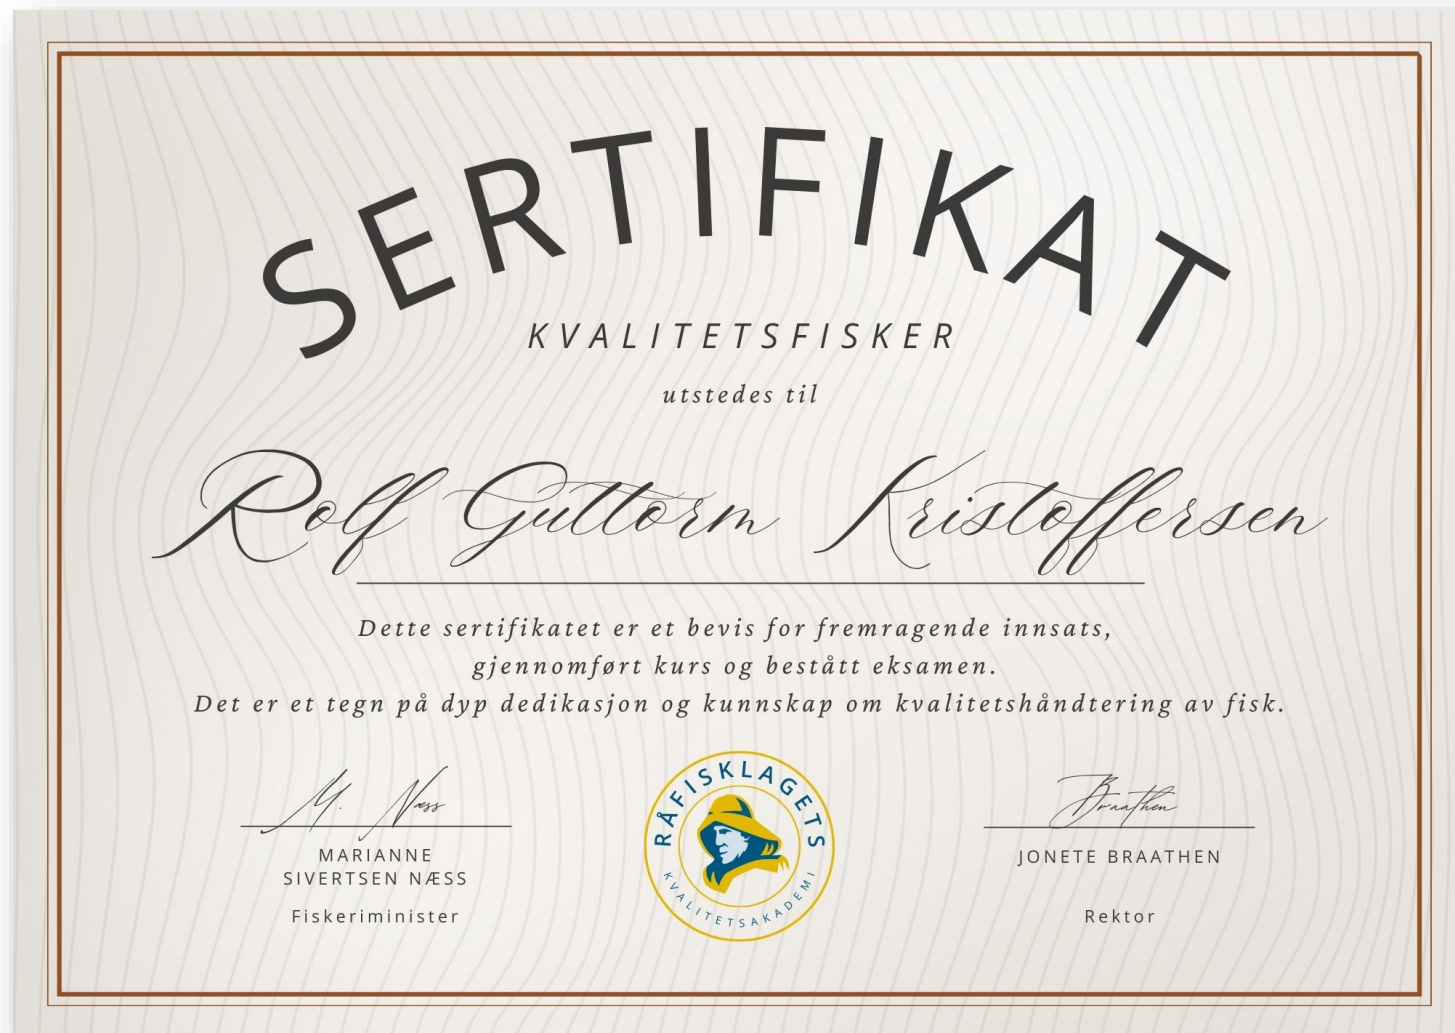 SERTIFIKAT
KVALITETSFISKER
utstedes til
Rolf Guttorm Kristoffersen
Dette sertifikatet er et bevis for fremragende innsats,
gjennomført kurs og bestått eksamen.
Det er et tegn på dyp dedikasjon og kunnskap om kvalitetshåndtering av fisk.
M. Næss
MARIANNE
SIVERTSEN NÆSS
Fiskeriminister
RÅFISKLAGETS
KVALITETSAKADEMI
Braathen
JONETE BRAATHEN
Rektor